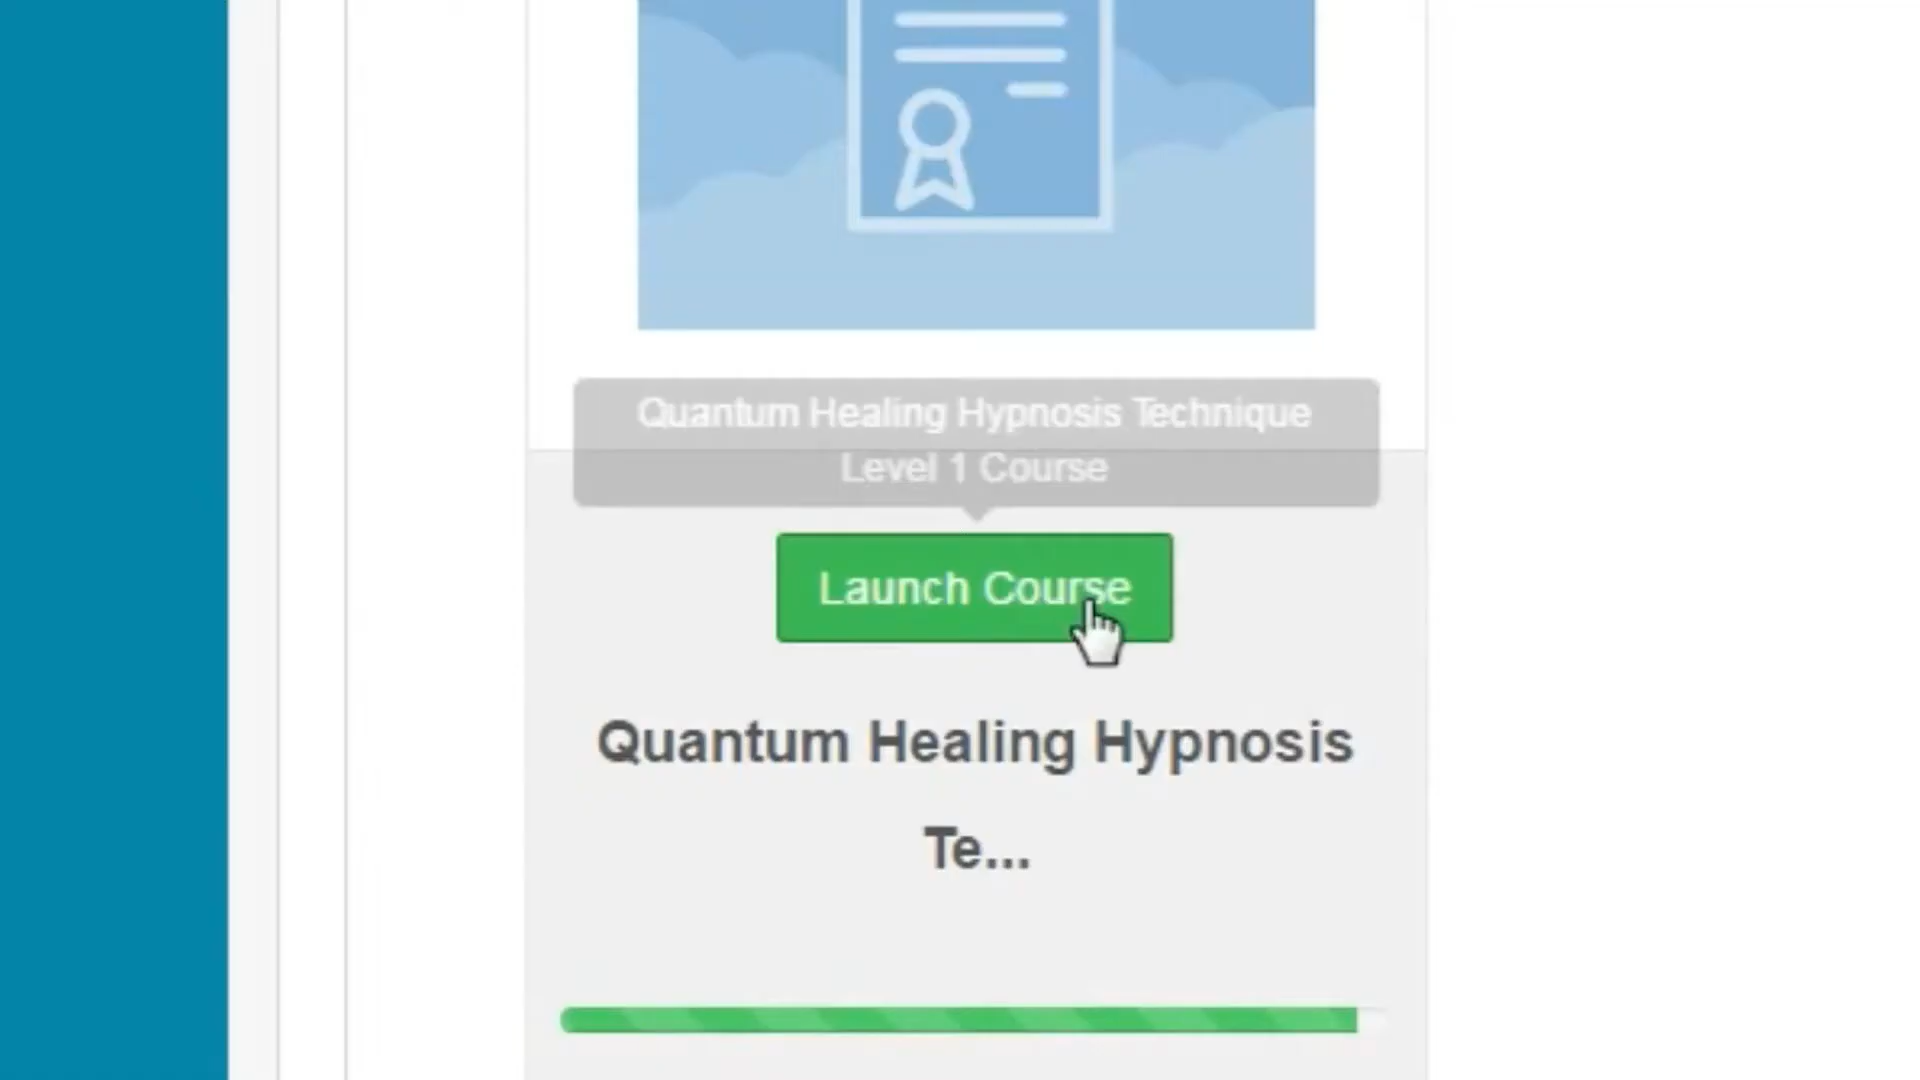 Quantum Healing Hypnosis Technique
Level 1 Course
Launch Course
Quantum Healing Hypnosis
Te...